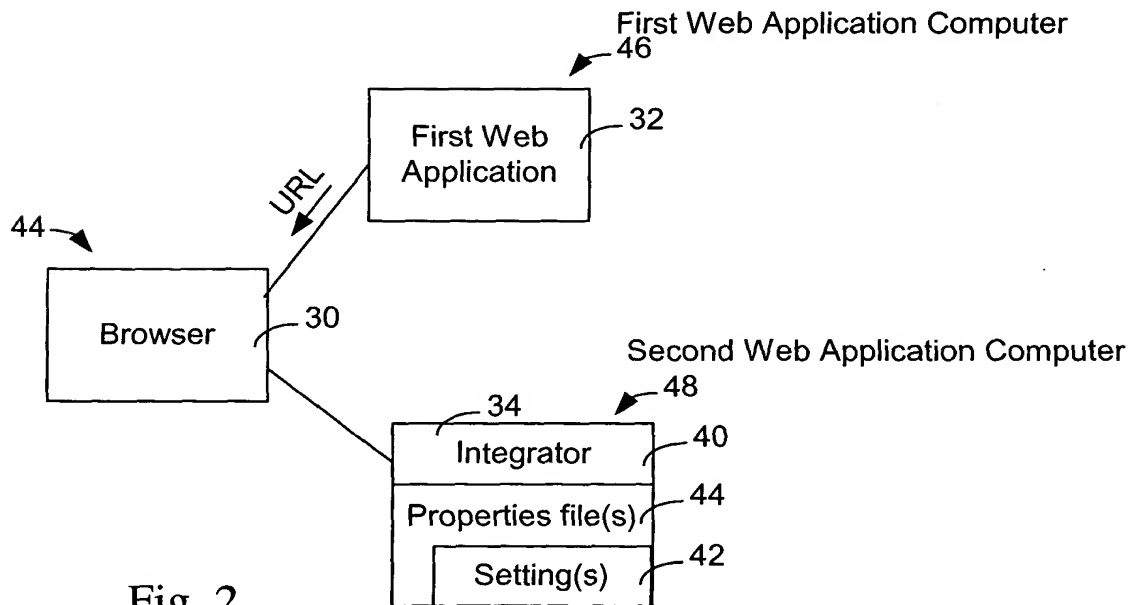 First Web Application Computer
46
First Web
Application
32
URL
44
Browser
30
Second Web Application Computer
48
34
Integrator
40
Properties file(s)
44
Setting(s)
42
Fig. 2